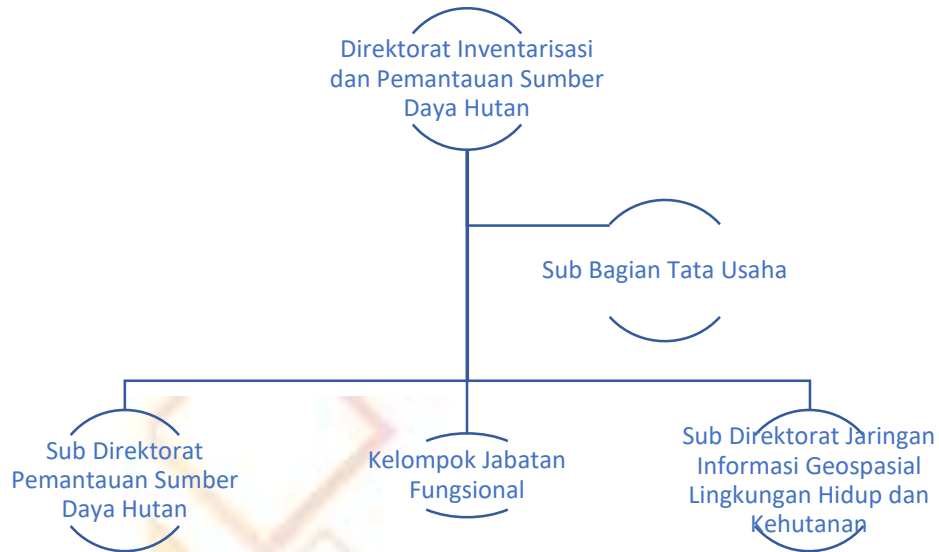 Direktorat Inventarisasi
dan Pemantauan Sumber
Daya Hutan
Sub Bagian Tata Usaha
Sub Direktorat
Pemantauan Sumber
Daya Hutan
Kelompok Jabatan
Fungsional
Sub Direktorat Jaringan
Informasi Geospasial
Lingkungan Hidup dan
Kehutanan